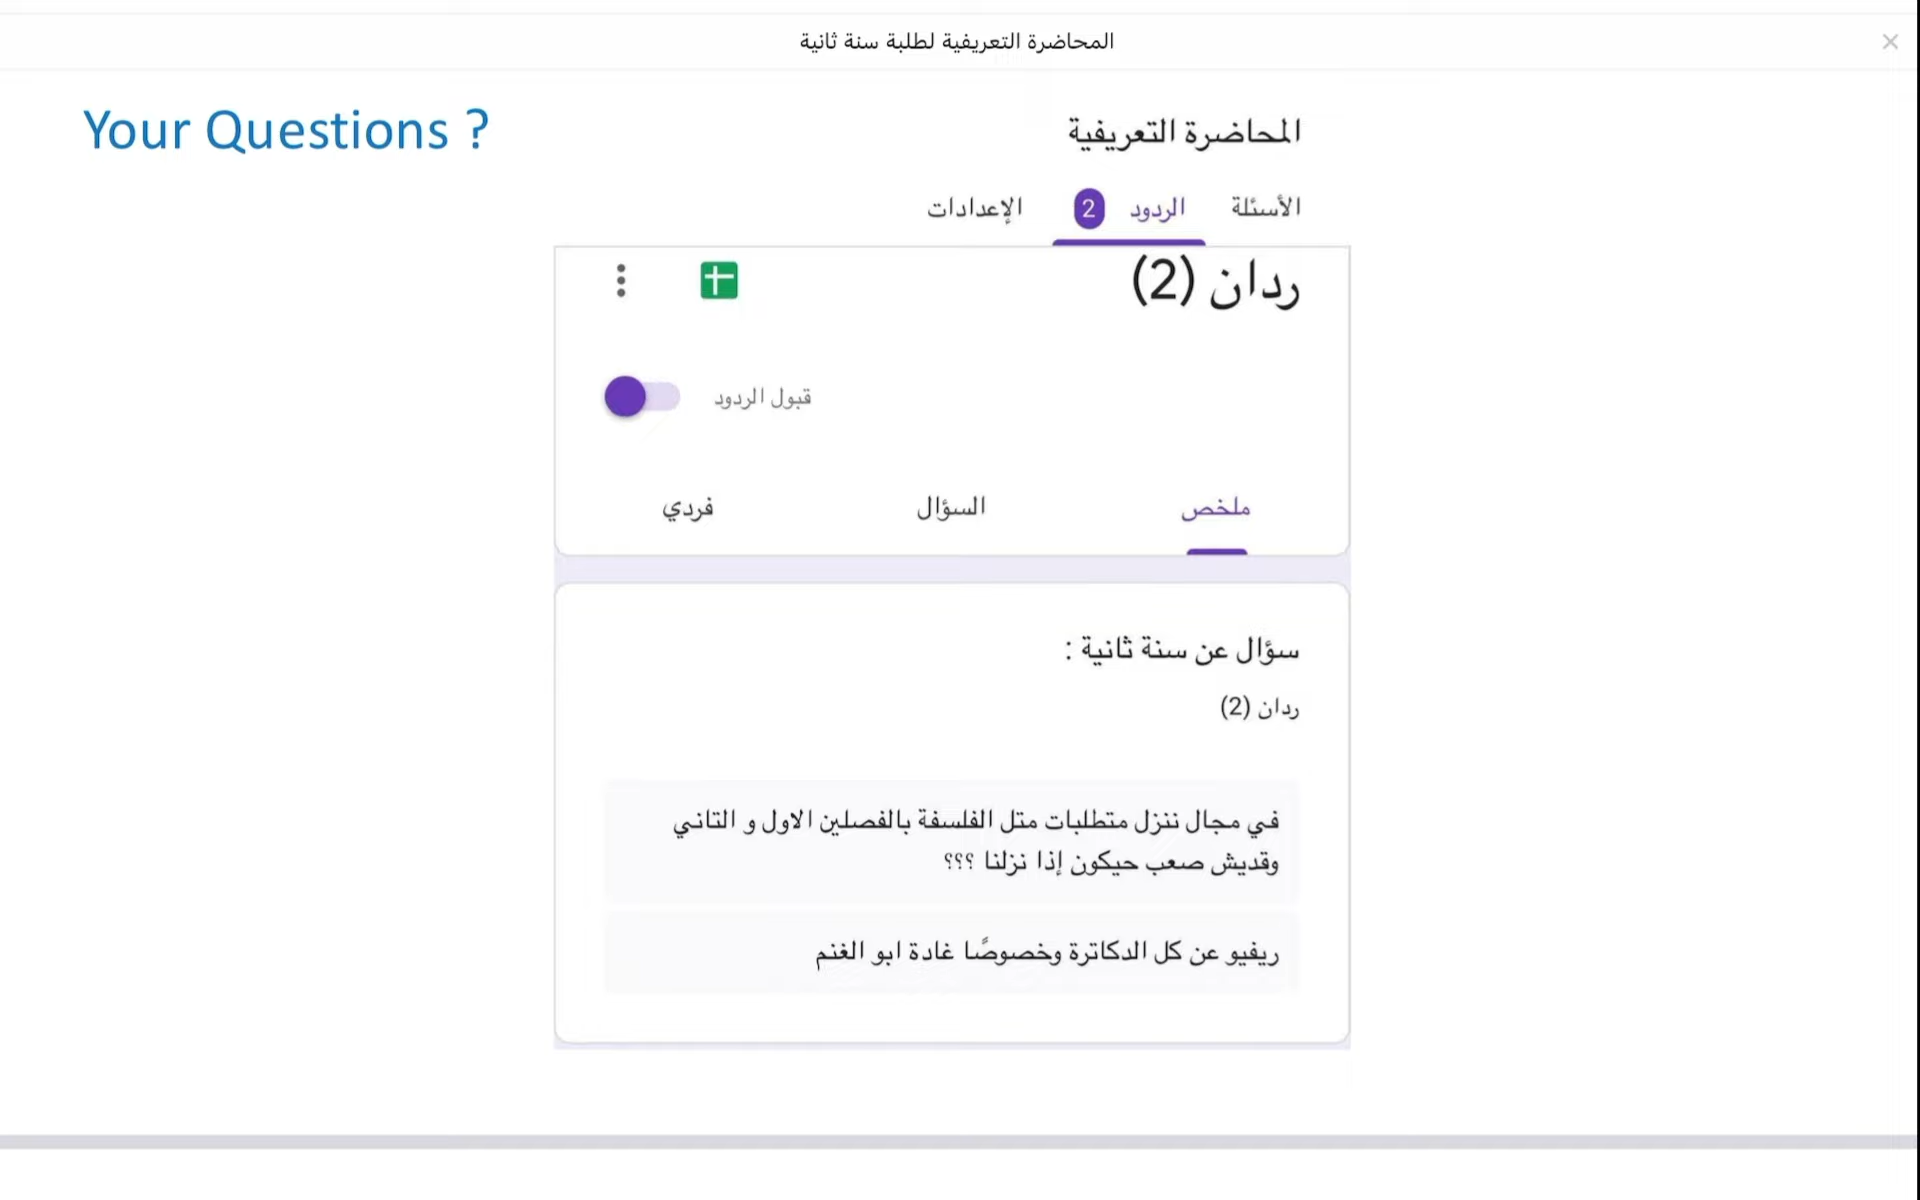 المحاضرة التعريفية لطلبة سنة ثانية
Your Questions ?
المحاضرة التعريفية
الأسئلة الردود 2 الإعدادات
ردان (2)
قبول الردود
ملخص السؤال فردي
سؤال عن سنة ثانية :
ردان (2)
في مجال ننزل متطلبات متل الفلسفة بالفصلين الاول و التاني
وقديش صعب حيكون إذا نزلنا ؟؟؟
ريفيو عن كل الدكاترة وخصوصًا غادة ابو الغنم